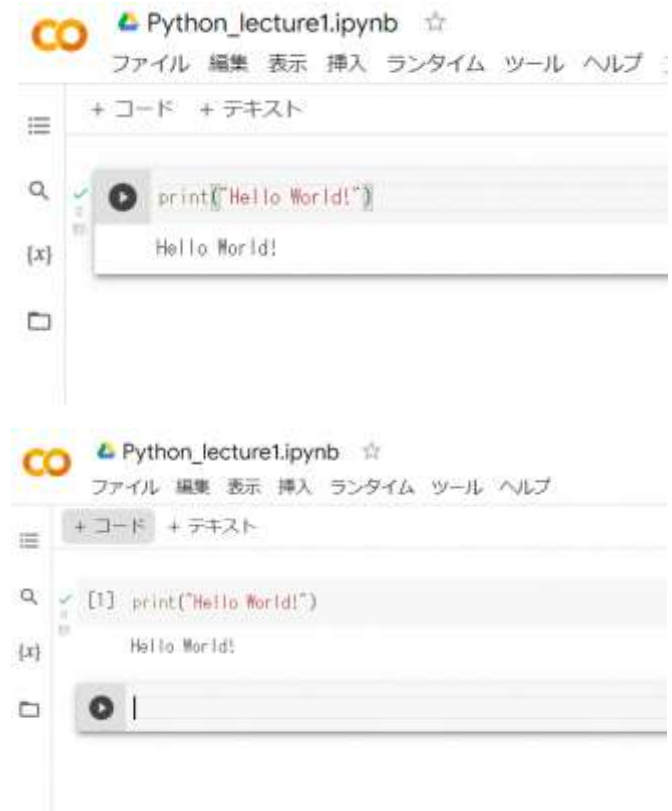 CO Python_lecture1.ipynb
ファイル 編集 表示 挿入 ランタイム ツール ヘルプ
+ コード + テキスト
print("Hello World!")
Hello World!
{x}
CO Python_lecture1.ipynb
ファイル 編集 表示 挿入 ランタイム ツール ヘルプ
+ コード + テキスト
[1] print("Hello World!")
Hello World!
{x}